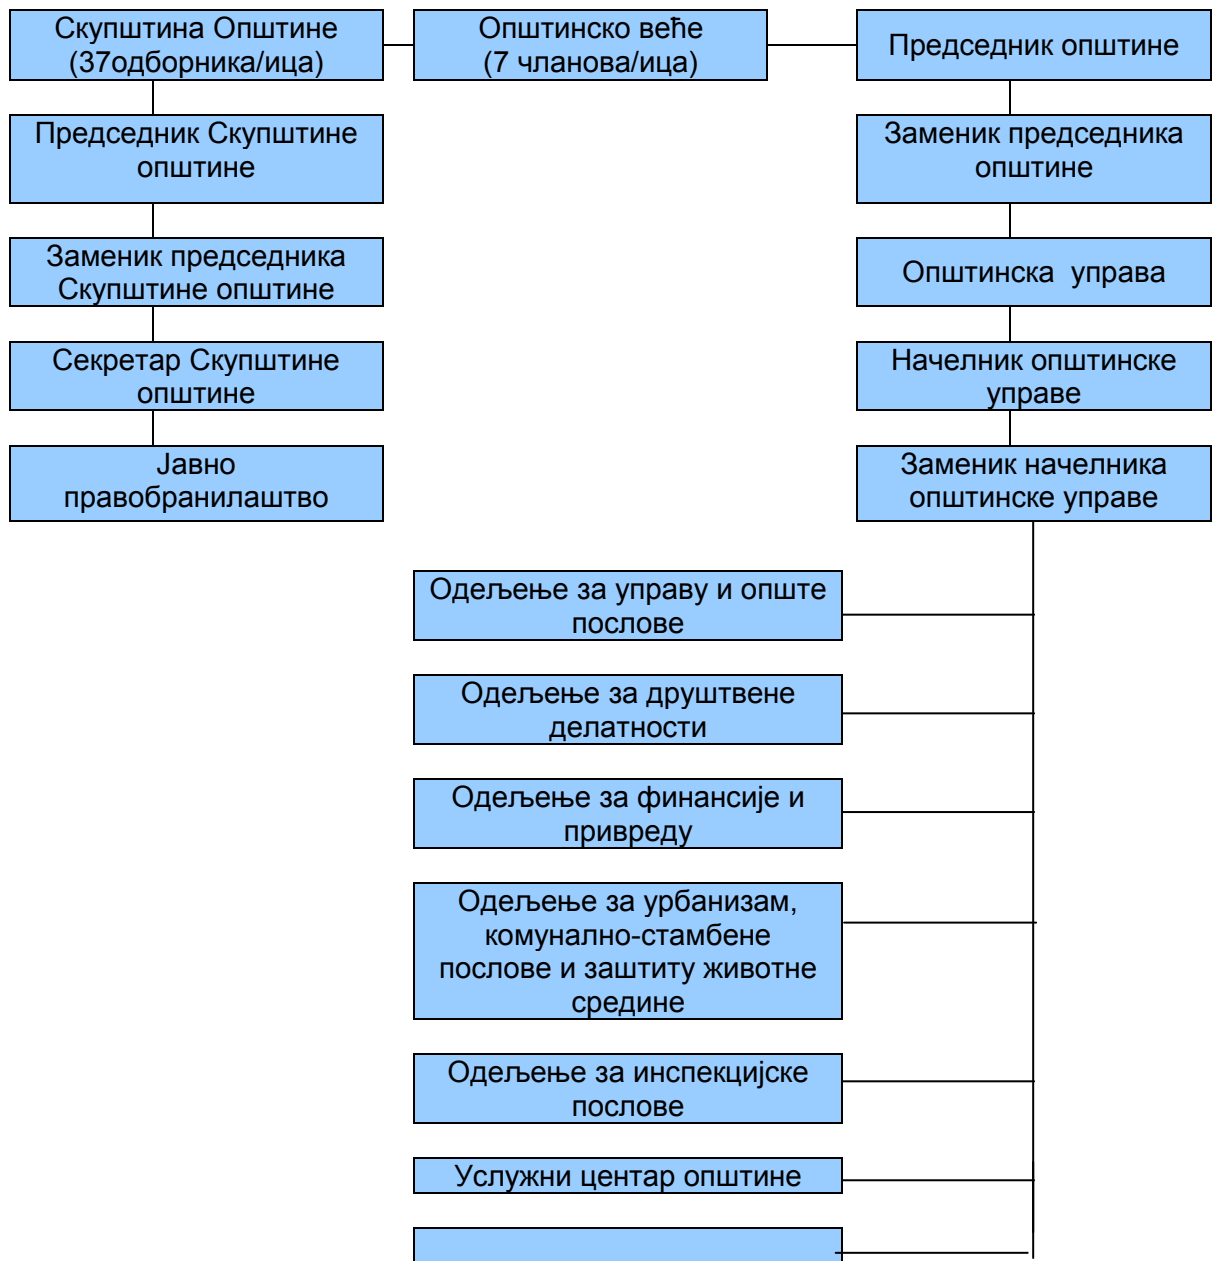 Скупштина Општине
(37одборника/ица)
Општинско веће
(7 чланова/ица)
Председник општине
Председник Скупштине
општине
Заменик председника
општине
Заменик председника
Скупштине општине
Општинска  управа
Секретар Скупштине
општине
Начелник општинске
управе
Јавно
правобранилаштво
Заменик начелника
општинске управе
Одељење за управу и опште
послове
Одељење за друштвене
делатности
Одељење за финансије и
привреду
Одељење за урбанизам,
комунално-стамбене
послове и заштиту животне
средине
Одељење за инспекцијске
послове
Услужни центар општине